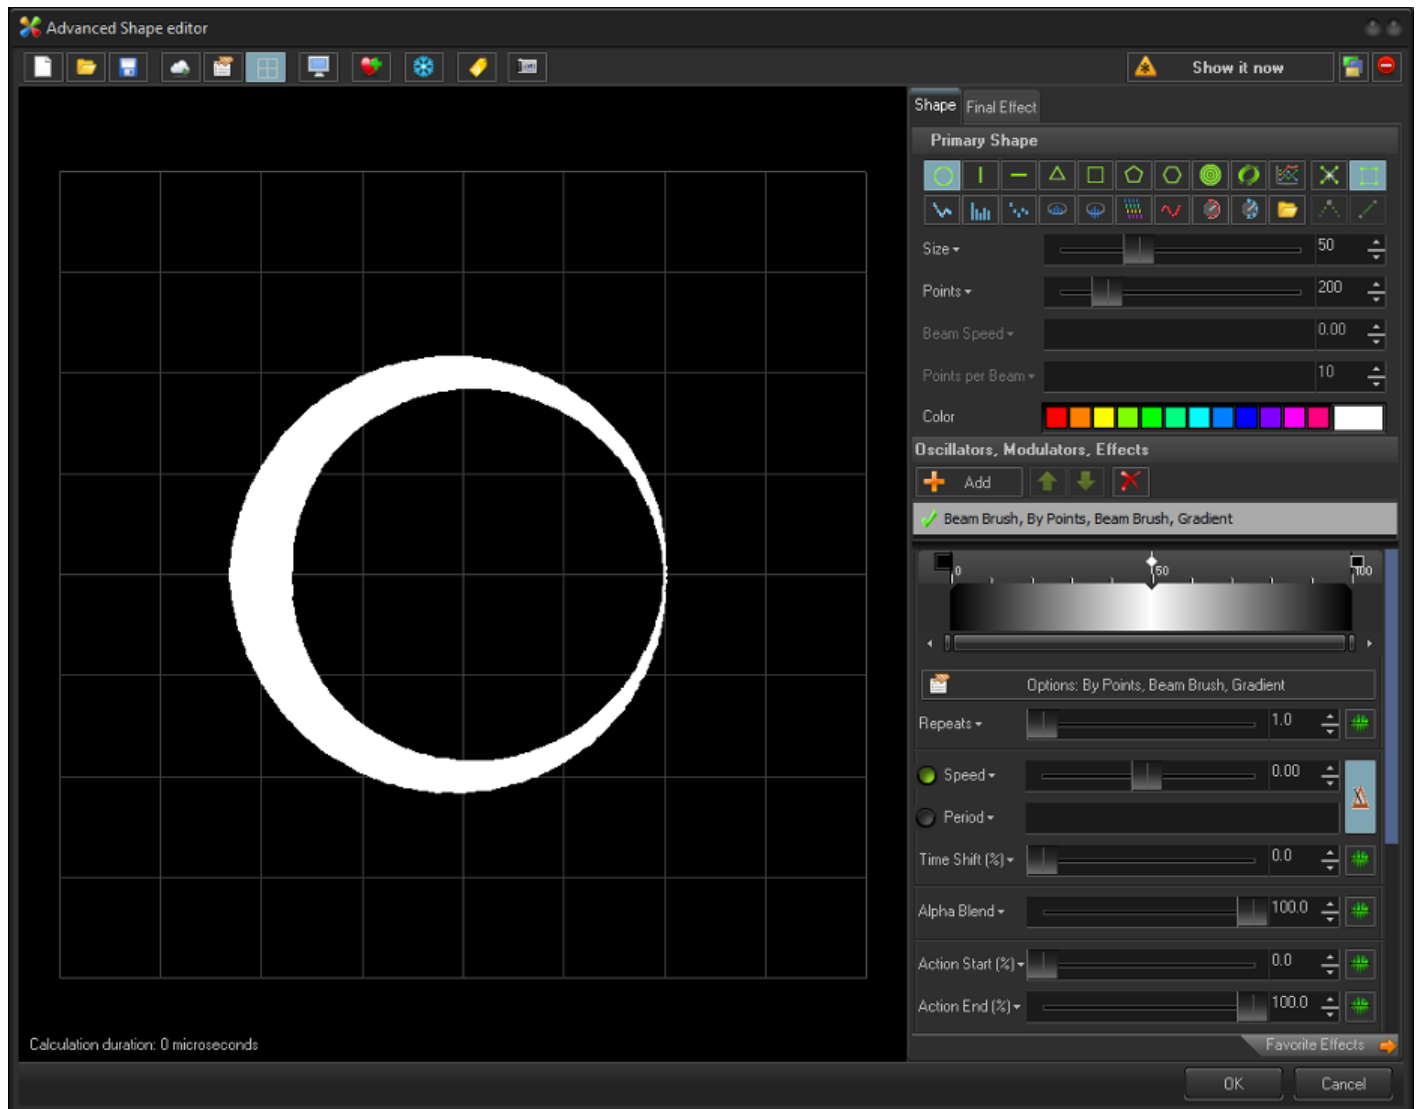 Advanced Shape editor
Show it now
Shape Final Effect
Primary Shape
Size 50
Points 200
Beam Speed 0.00
Points per Beam 10
Color
Oscillators, Modulators, Effects
Add
Beam Brush, By Points, Beam Brush, Gradient
0 50 100
Options: By Points, Beam Brush, Gradient
Repeats 1.0
Speed 0.00
Period
Time Shift (%) 0.0
Alpha Blend 100.0
Action Start (%) 0.0
Action End (%) 100.0
Calculation duration: 0 microseconds
Favorite Effects
OK Cancel